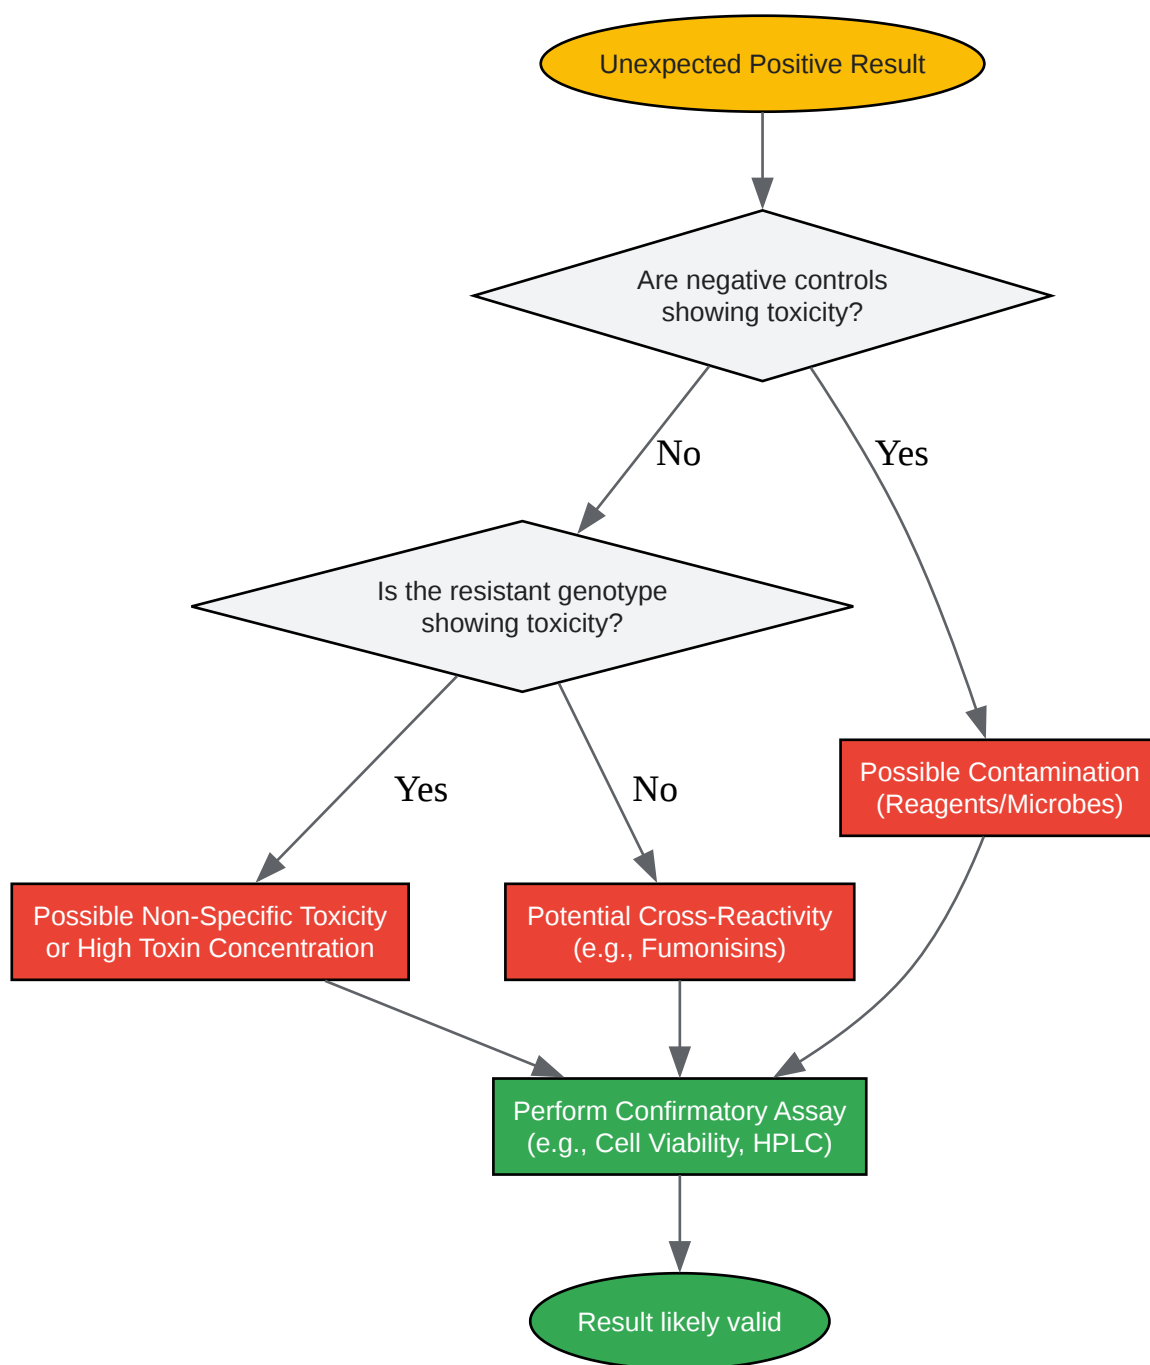 Unexpected Positive Result
Are negative controls
showing toxicity?
No
Yes
Is the resistant genotype
showing toxicity?
Yes
No
Possible Contamination
(Reagents/Microbes)
Possible Non-Specific Toxicity
or High Toxin Concentration
Potential Cross-Reactivity
(e.g., Fumonisins)
Perform Confirmatory Assay
(e.g., Cell Viability, HPLC)
Result likely valid